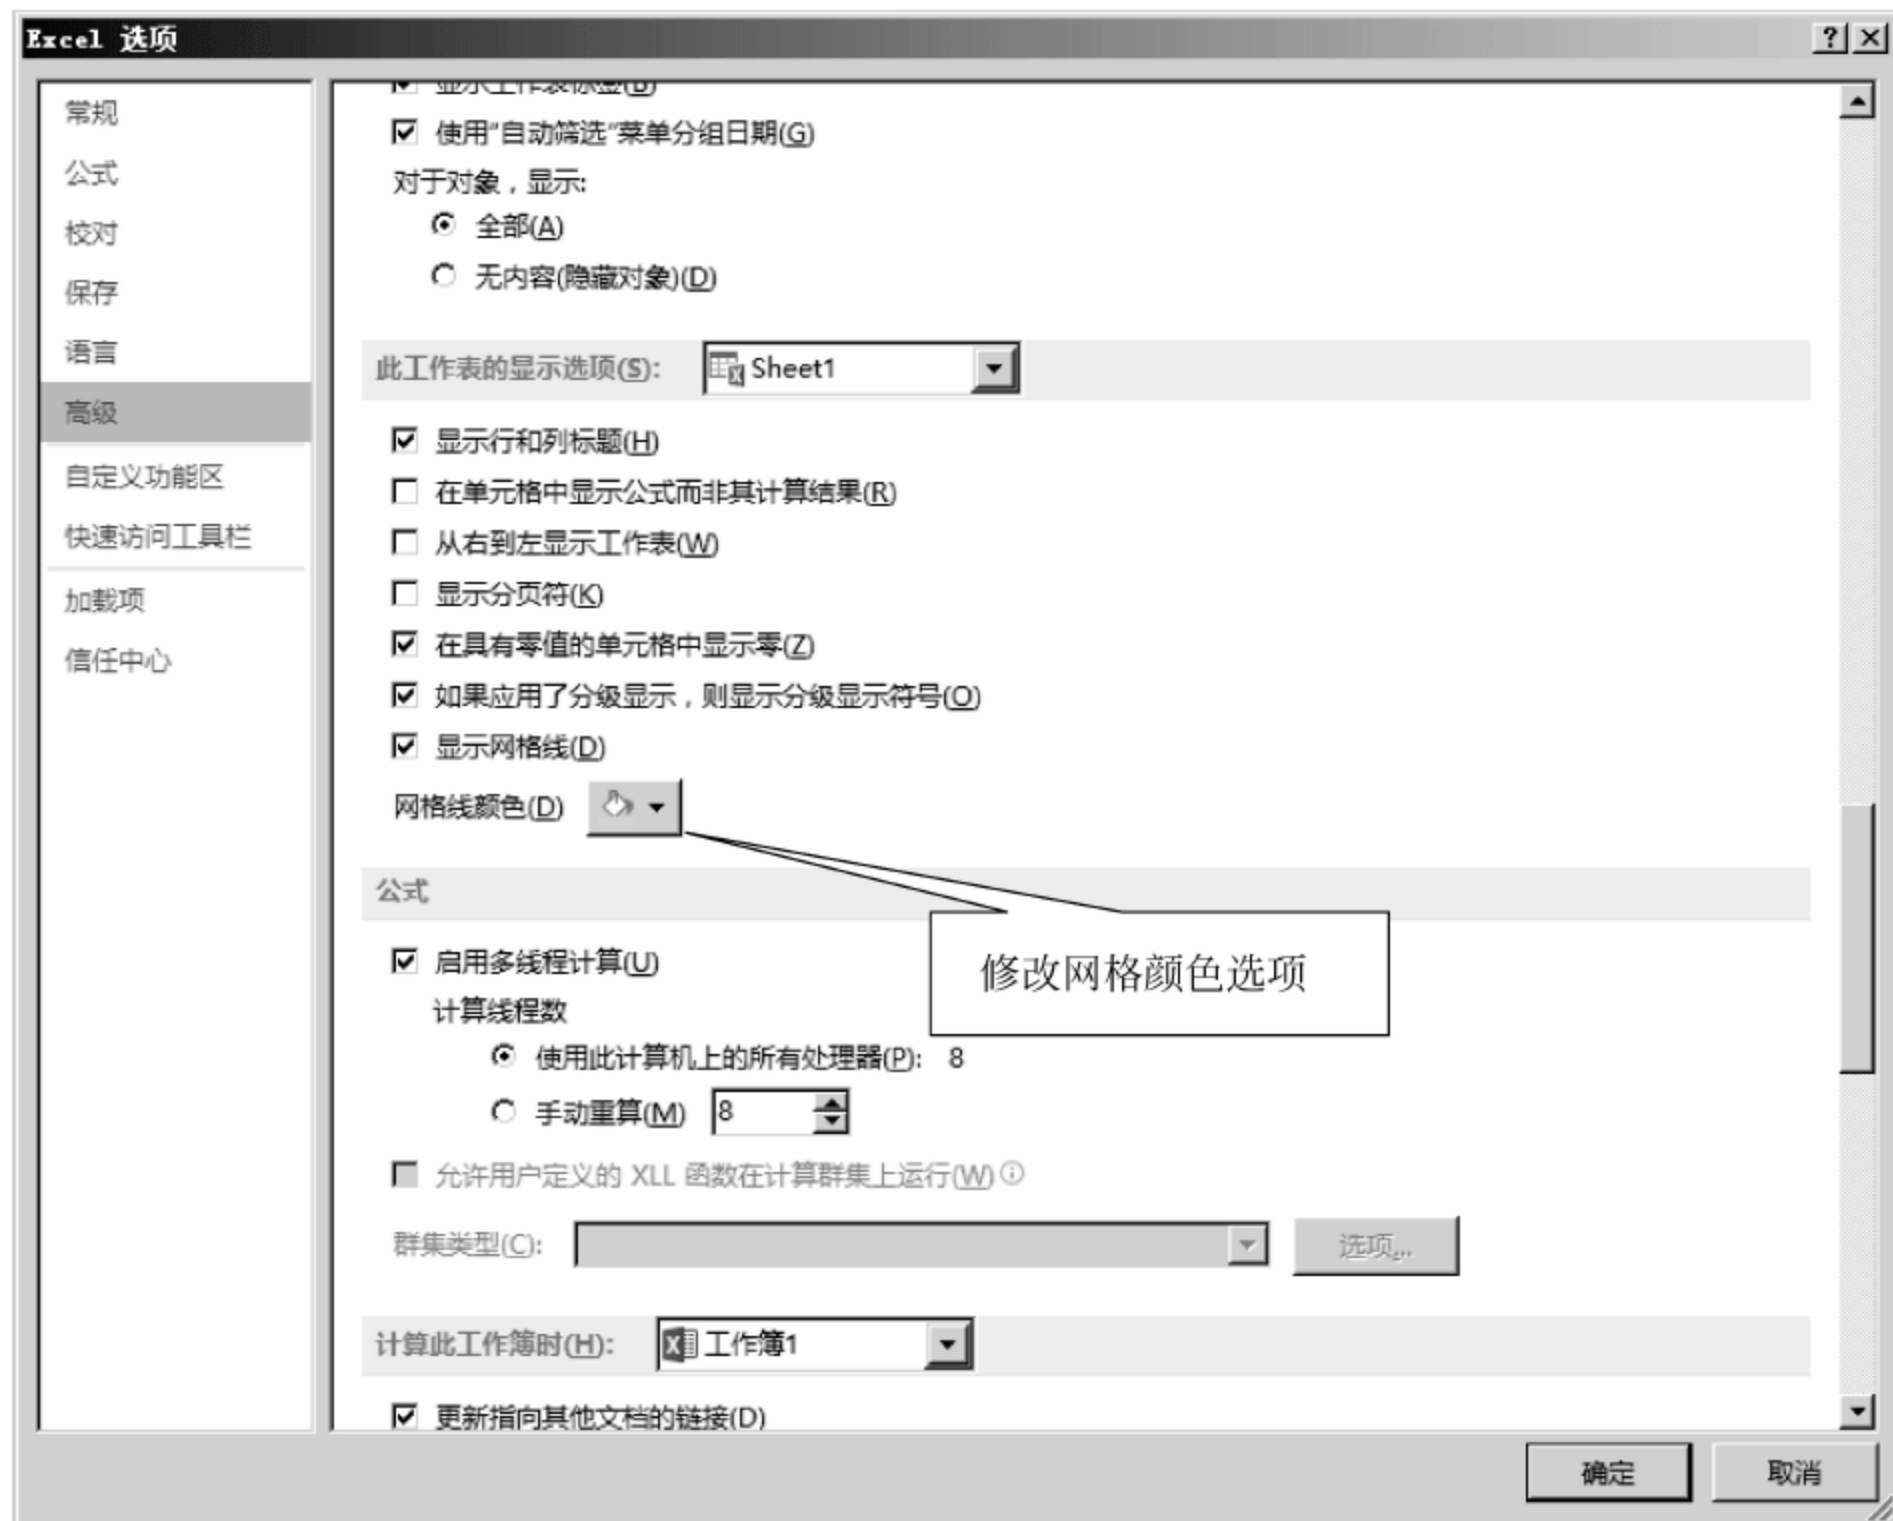 Excel 选项
常规
公式
校对
保存
语言
高级
自定义功能区
快速访问工具栏
加载项
信任中心
显示工作表标签(B)
使用"自动筛选"菜单分组日期(G)
对于对象，显示:
全部(A)
无内容(隐藏对象)(D)
此工作表的显示选项(S): Sheet1
显示行和列标题(H)
在单元格中显示公式而非其计算结果(R)
从右到左显示工作表(W)
显示分页符(K)
在具有零值的单元格中显示零(Z)
如果应用了分级显示，则显示分级显示符号(O)
显示网格线(D)
网格线颜色(D)
公式
修改网格颜色选项
启用多线程计算(U)
计算线程数
使用此计算机上的所有处理器(P): 8
手动重算(M) 8
允许用户定义的 XLL 函数在计算群集上运行(W)
群集类型(C): 选项...
计算此工作簿时(H): 工作簿1
更新指向其他文档的链接(D)
确定 取消